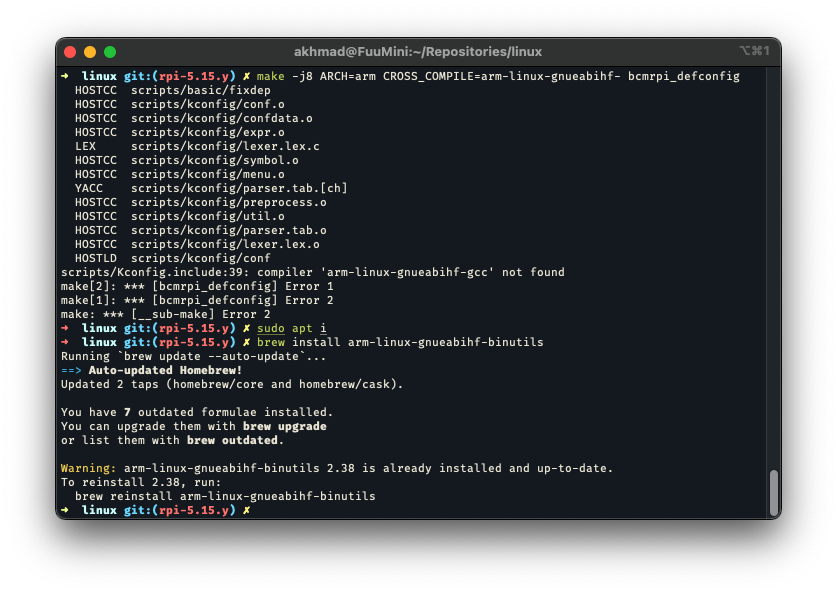 akhmad@FuuMini:~/Repositories/linux
⌥⌘1
➜  linux git:(rpi-5.15.y) ✗ make -j8 ARCH=arm CROSS_COMPILE=arm-linux-gnueabihf- bcmrpi_defconfig
  HOSTCC  scripts/basic/fixdep
  HOSTCC  scripts/kconfig/conf.o
  HOSTCC  scripts/kconfig/confdata.o
  HOSTCC  scripts/kconfig/expr.o
  LEX     scripts/kconfig/lexer.lex.c
  HOSTCC  scripts/kconfig/symbol.o
  HOSTCC  scripts/kconfig/menu.o
  YACC    scripts/kconfig/parser.tab.[ch]
  HOSTCC  scripts/kconfig/preprocess.o
  HOSTCC  scripts/kconfig/util.o
  HOSTCC  scripts/kconfig/parser.tab.o
  HOSTCC  scripts/kconfig/lexer.lex.o
  HOSTLD  scripts/kconfig/conf
scripts/Kconfig.include:39: compiler 'arm-linux-gnueabihf-gcc' not found
make[2]: *** [bcmrpi_defconfig] Error 1
make[1]: *** [bcmrpi_defconfig] Error 2
make: *** [__sub-make] Error 2
➜  linux git:(rpi-5.15.y) ✗ sudo apt i
➜  linux git:(rpi-5.15.y) ✗ brew install arm-linux-gnueabihf-binutils
Running `brew update --auto-update`...
==> Auto-updated Homebrew!
Updated 2 taps (homebrew/core and homebrew/cask).
You have 7 outdated formulae installed.
You can upgrade them with brew upgrade
or list them with brew outdated.
Warning: arm-linux-gnueabihf-binutils 2.38 is already installed and up-to-date.
To reinstall 2.38, run:
  brew reinstall arm-linux-gnueabihf-binutils
➜  linux git:(rpi-5.15.y) ✗